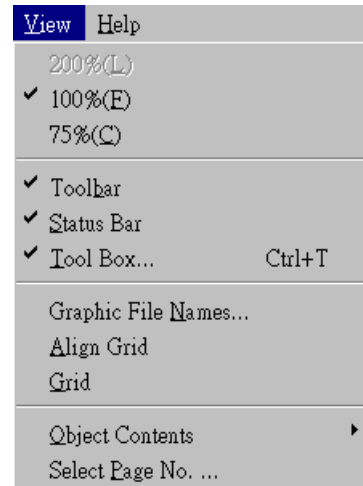 View Help
200%(L)
100%(F)
75%(C)
Toolbar
Status Bar
Tool Box... Ctrl+T
Graphic File Names...
Align Grid
Grid
Object Contents
Select Page No. ...